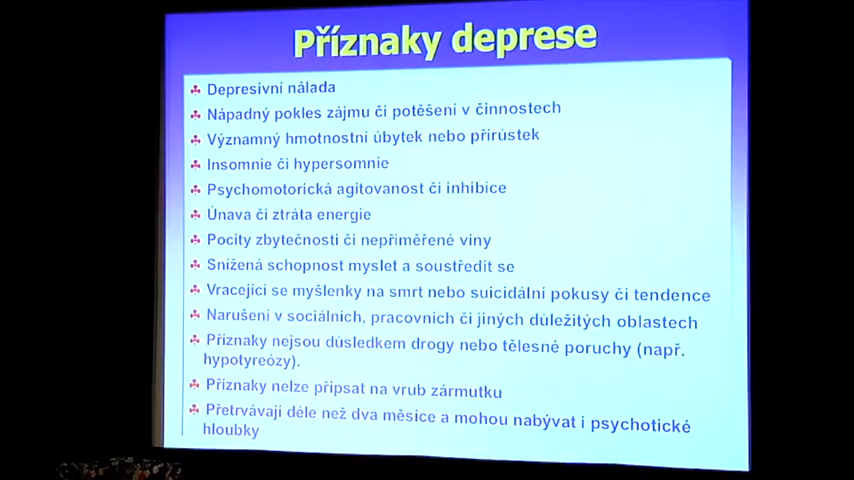 Příznaky deprese
Depresivní nálada
Nápadný pokles zájmu či potěšení v činnostech
Významný hmotnostní úbytek nebo přírůstek
Insomnie či hypersomnie
Psychomotorická agitovanost či inhibice
Únava či ztráta energie
Pocity zbytečnosti či nepřiměřené viny
Snížená schopnost myslet a soustředit se
Vracející se myšlenky na smrt nebo suicidální pokusy či tendence
Narušení v sociálních, pracovních či jiných důležitých oblastech
Příznaky nejsou důsledkem drogy nebo tělesné poruchy (např.
hypotyreózy).
Příznaky nelze připsat na vrub zármutku
Přetrvávají déle než dva měsíce a mohou nabývat i psychotické
hloubky